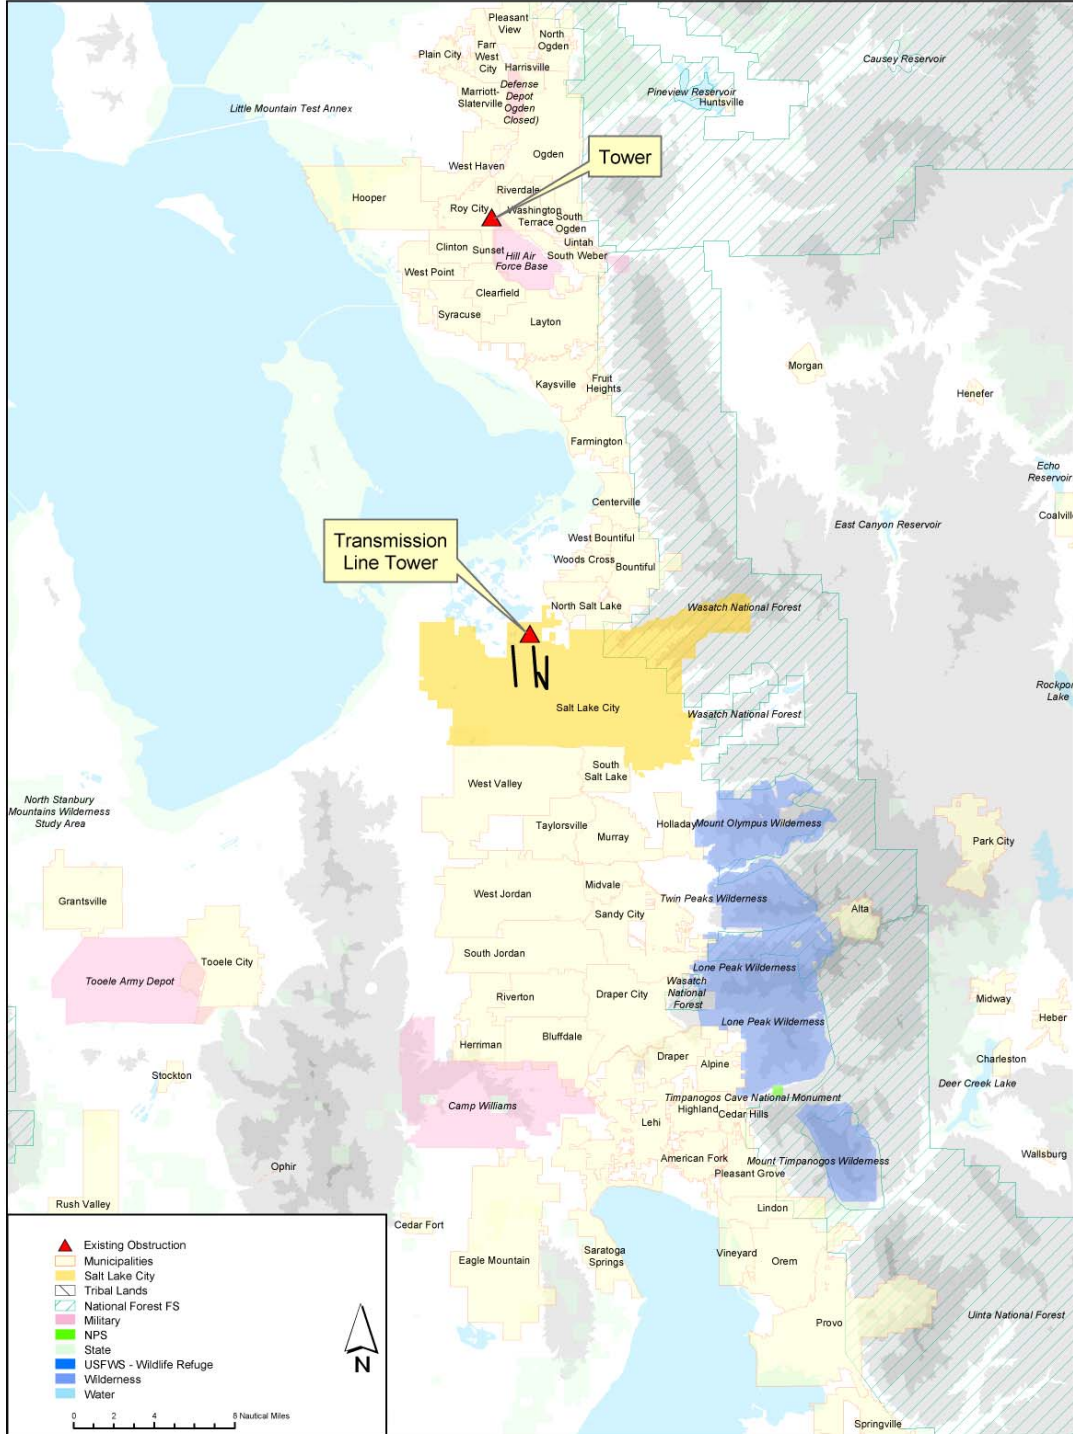 Pleasant
View
North
Ogden
Plain City
Farr
West
City
Harrisville
Causey Reservoir
Marriott-
Slaterville
Defense
Depot
Ogden
Closed)
Pineview Reservoir
Huntsville
Little Mountain Test Annex
Ogden
Tower
West Haven
Hooper
Riverdale
Roy City
Washington
Terrace
South
Ogden
Clinton
Sunset
Uintah
Hill Air
Force Base
South Weber
West Point
Clearfield
Syracuse
Layton
Morgan
Kaysville
Fruit
Heights
Henefer
Farmington
Echo
Reservoir
Centerville
Coalvill
East Canyon Reservoir
Transmission
Line Tower
West Bountiful
Woods Cross
Bountiful
North Salt Lake
Wasatch National Forest
Rockpor
Lake
Salt Lake City
Wasatch National Forest
South
Salt Lake
West Valley
North Stanbury
Mountains Wilderness
Study Area
Taylorsville
Murray
Holladay
Mount Olympus Wilderness
Park City
Grantsville
West Jordan
Midvale
Twin Peaks Wilderness
Alta
Sandy City
South Jordan
Tooele City
Tooele Army Depot
Lone Peak Wilderness
Wasatch
National
Forest
Riverton
Draper City
Midway
Heber
Lone Peak Wilderness
Bluffdale
Herriman
Draper
Alpine
Charleston
Stockton
Deer Creek Lake
Camp Williams
Timpanogos Cave National Monument
Highland
Cedar Hills
Lehi
Ophir
American Fork
Mount Timpanogos Wilderness
Wallsburg
Pleasant Grove
Rush Valley
Lindon
Cedar Fort
Eagle Mountain
Saratoga
Springs
Vineyard
Orem
Provo
Uinta National Forest
Springville
Existing Obstruction
Municipalities
Salt Lake City
Tribal Lands
National Forest FS
Military
NPS
State
USFWS - Wildlife Refuge
Wilderness
Water
N
0 2 4 8 Nautical Miles